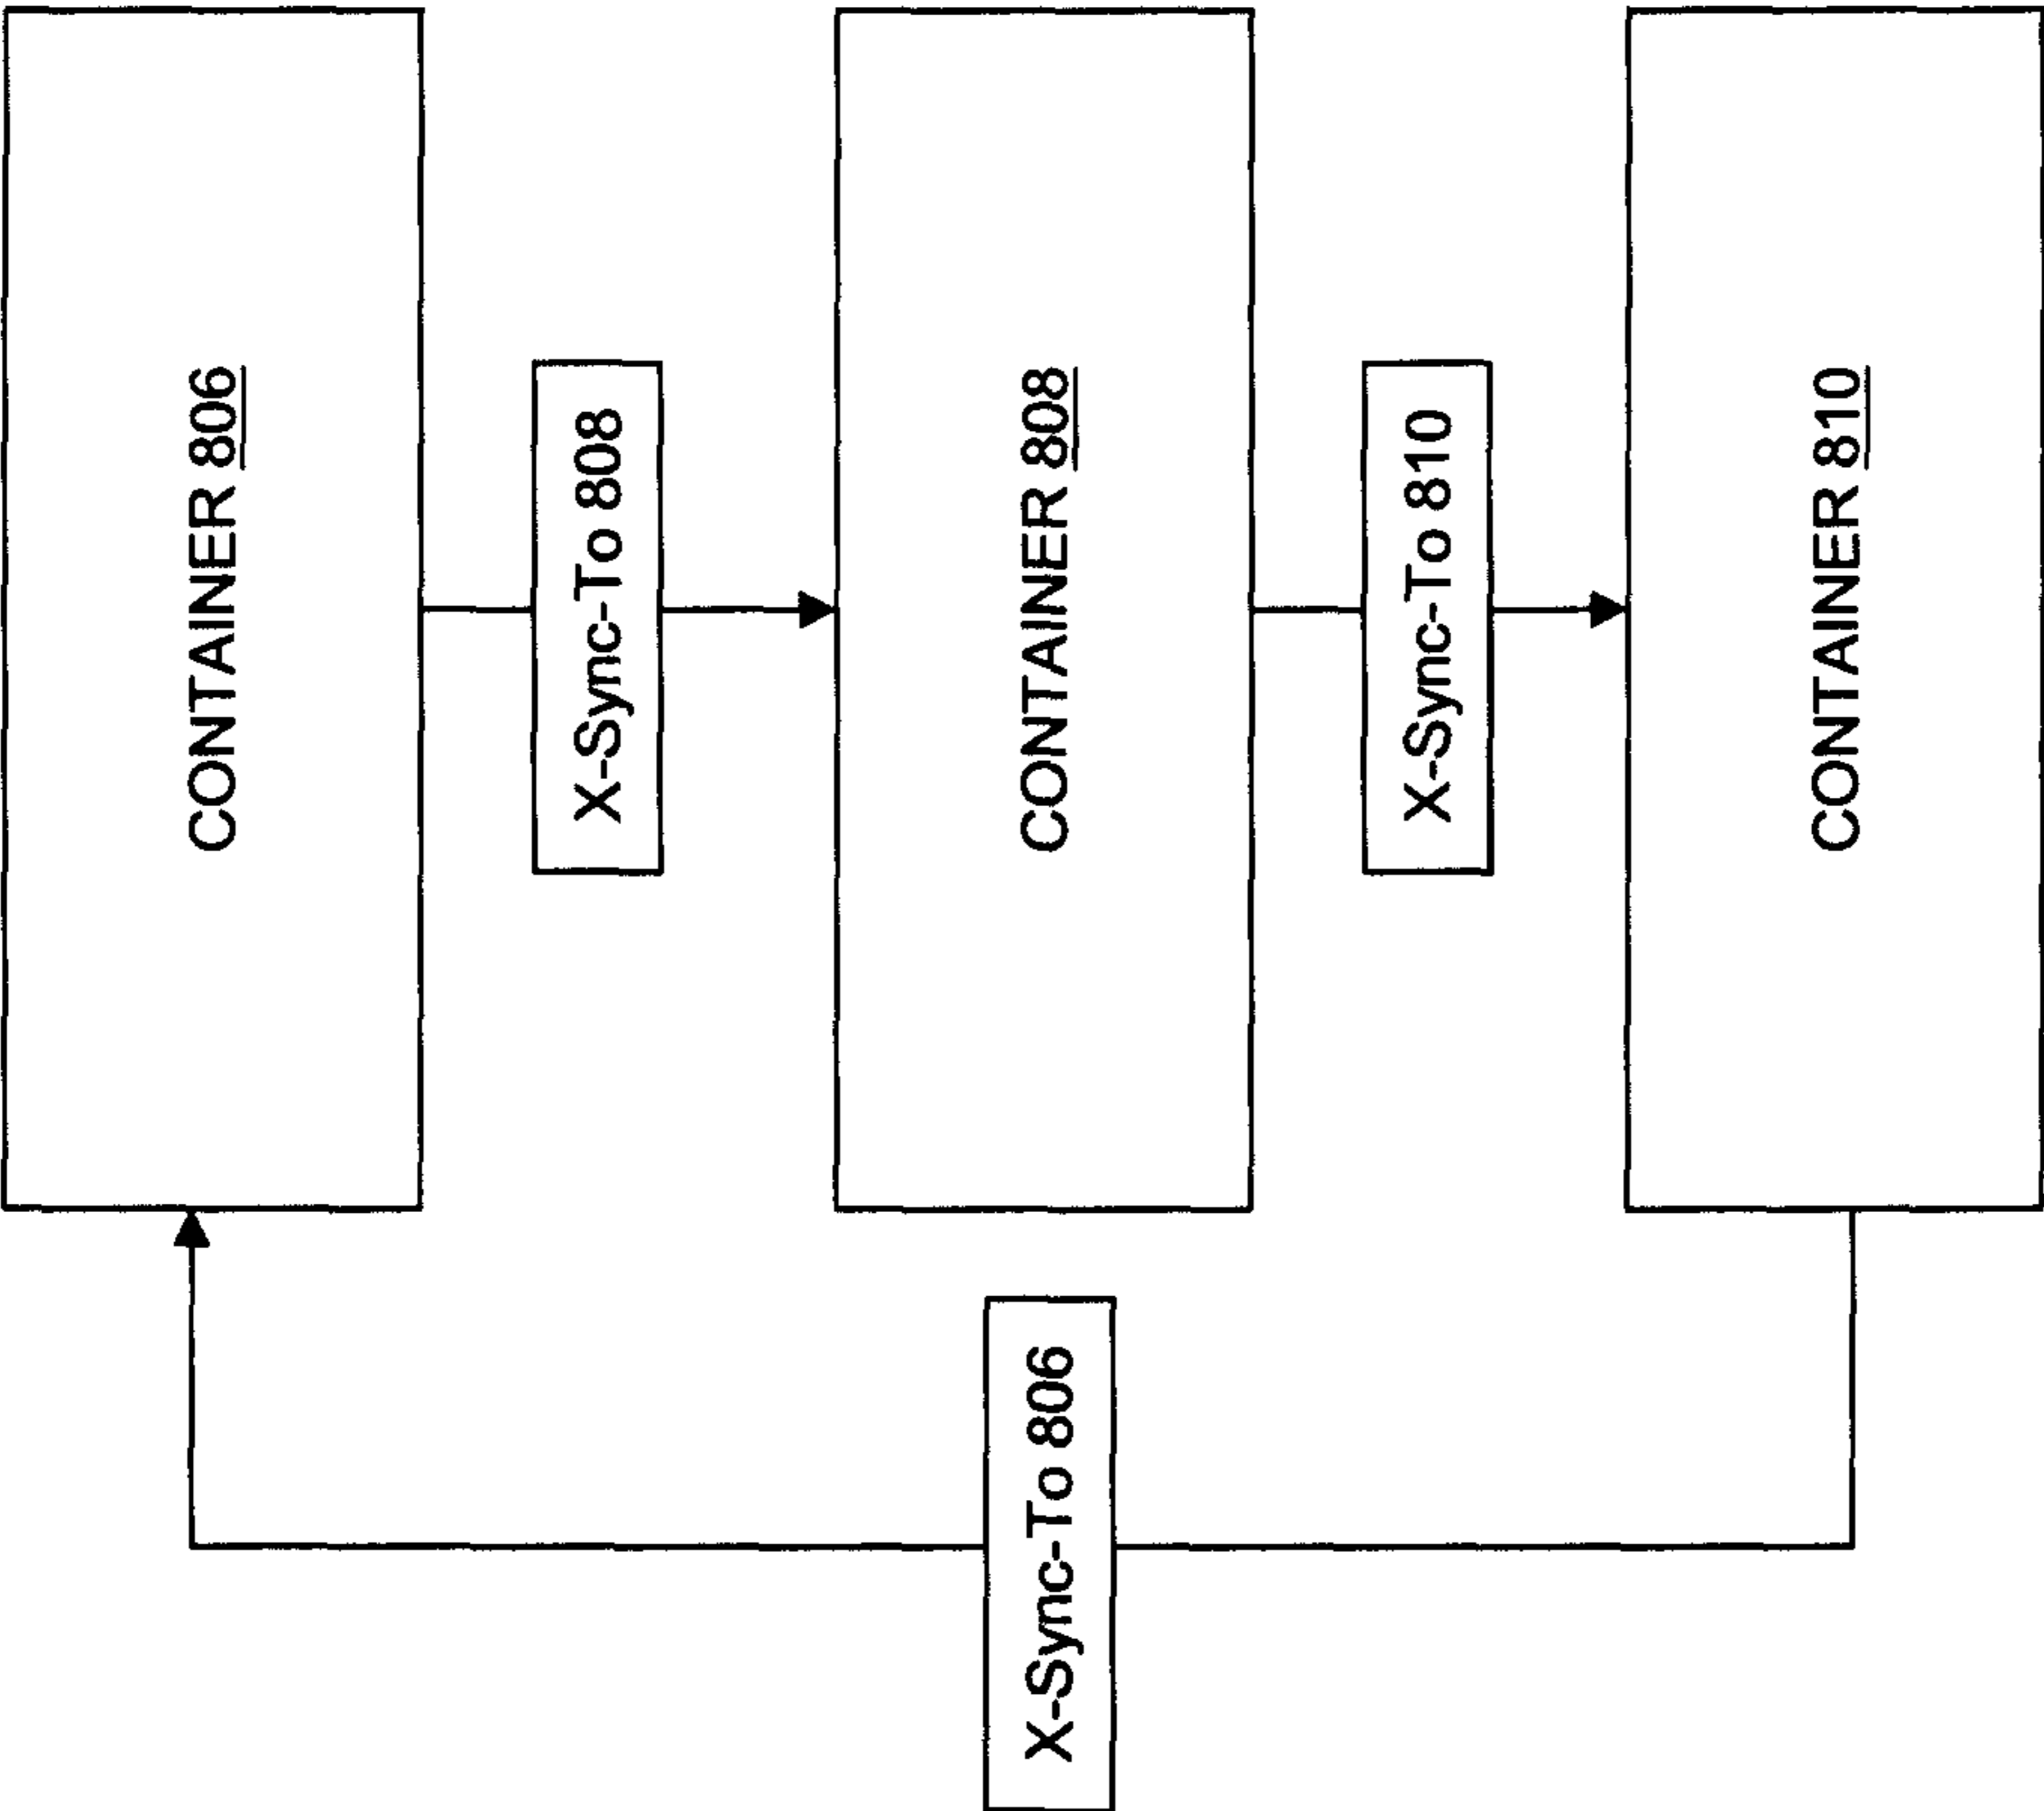 CONTAINER 806
X-Sync-To 808
CONTAINER 808
X-Sync-To 810
CONTAINER 810
X-Sync-To 806